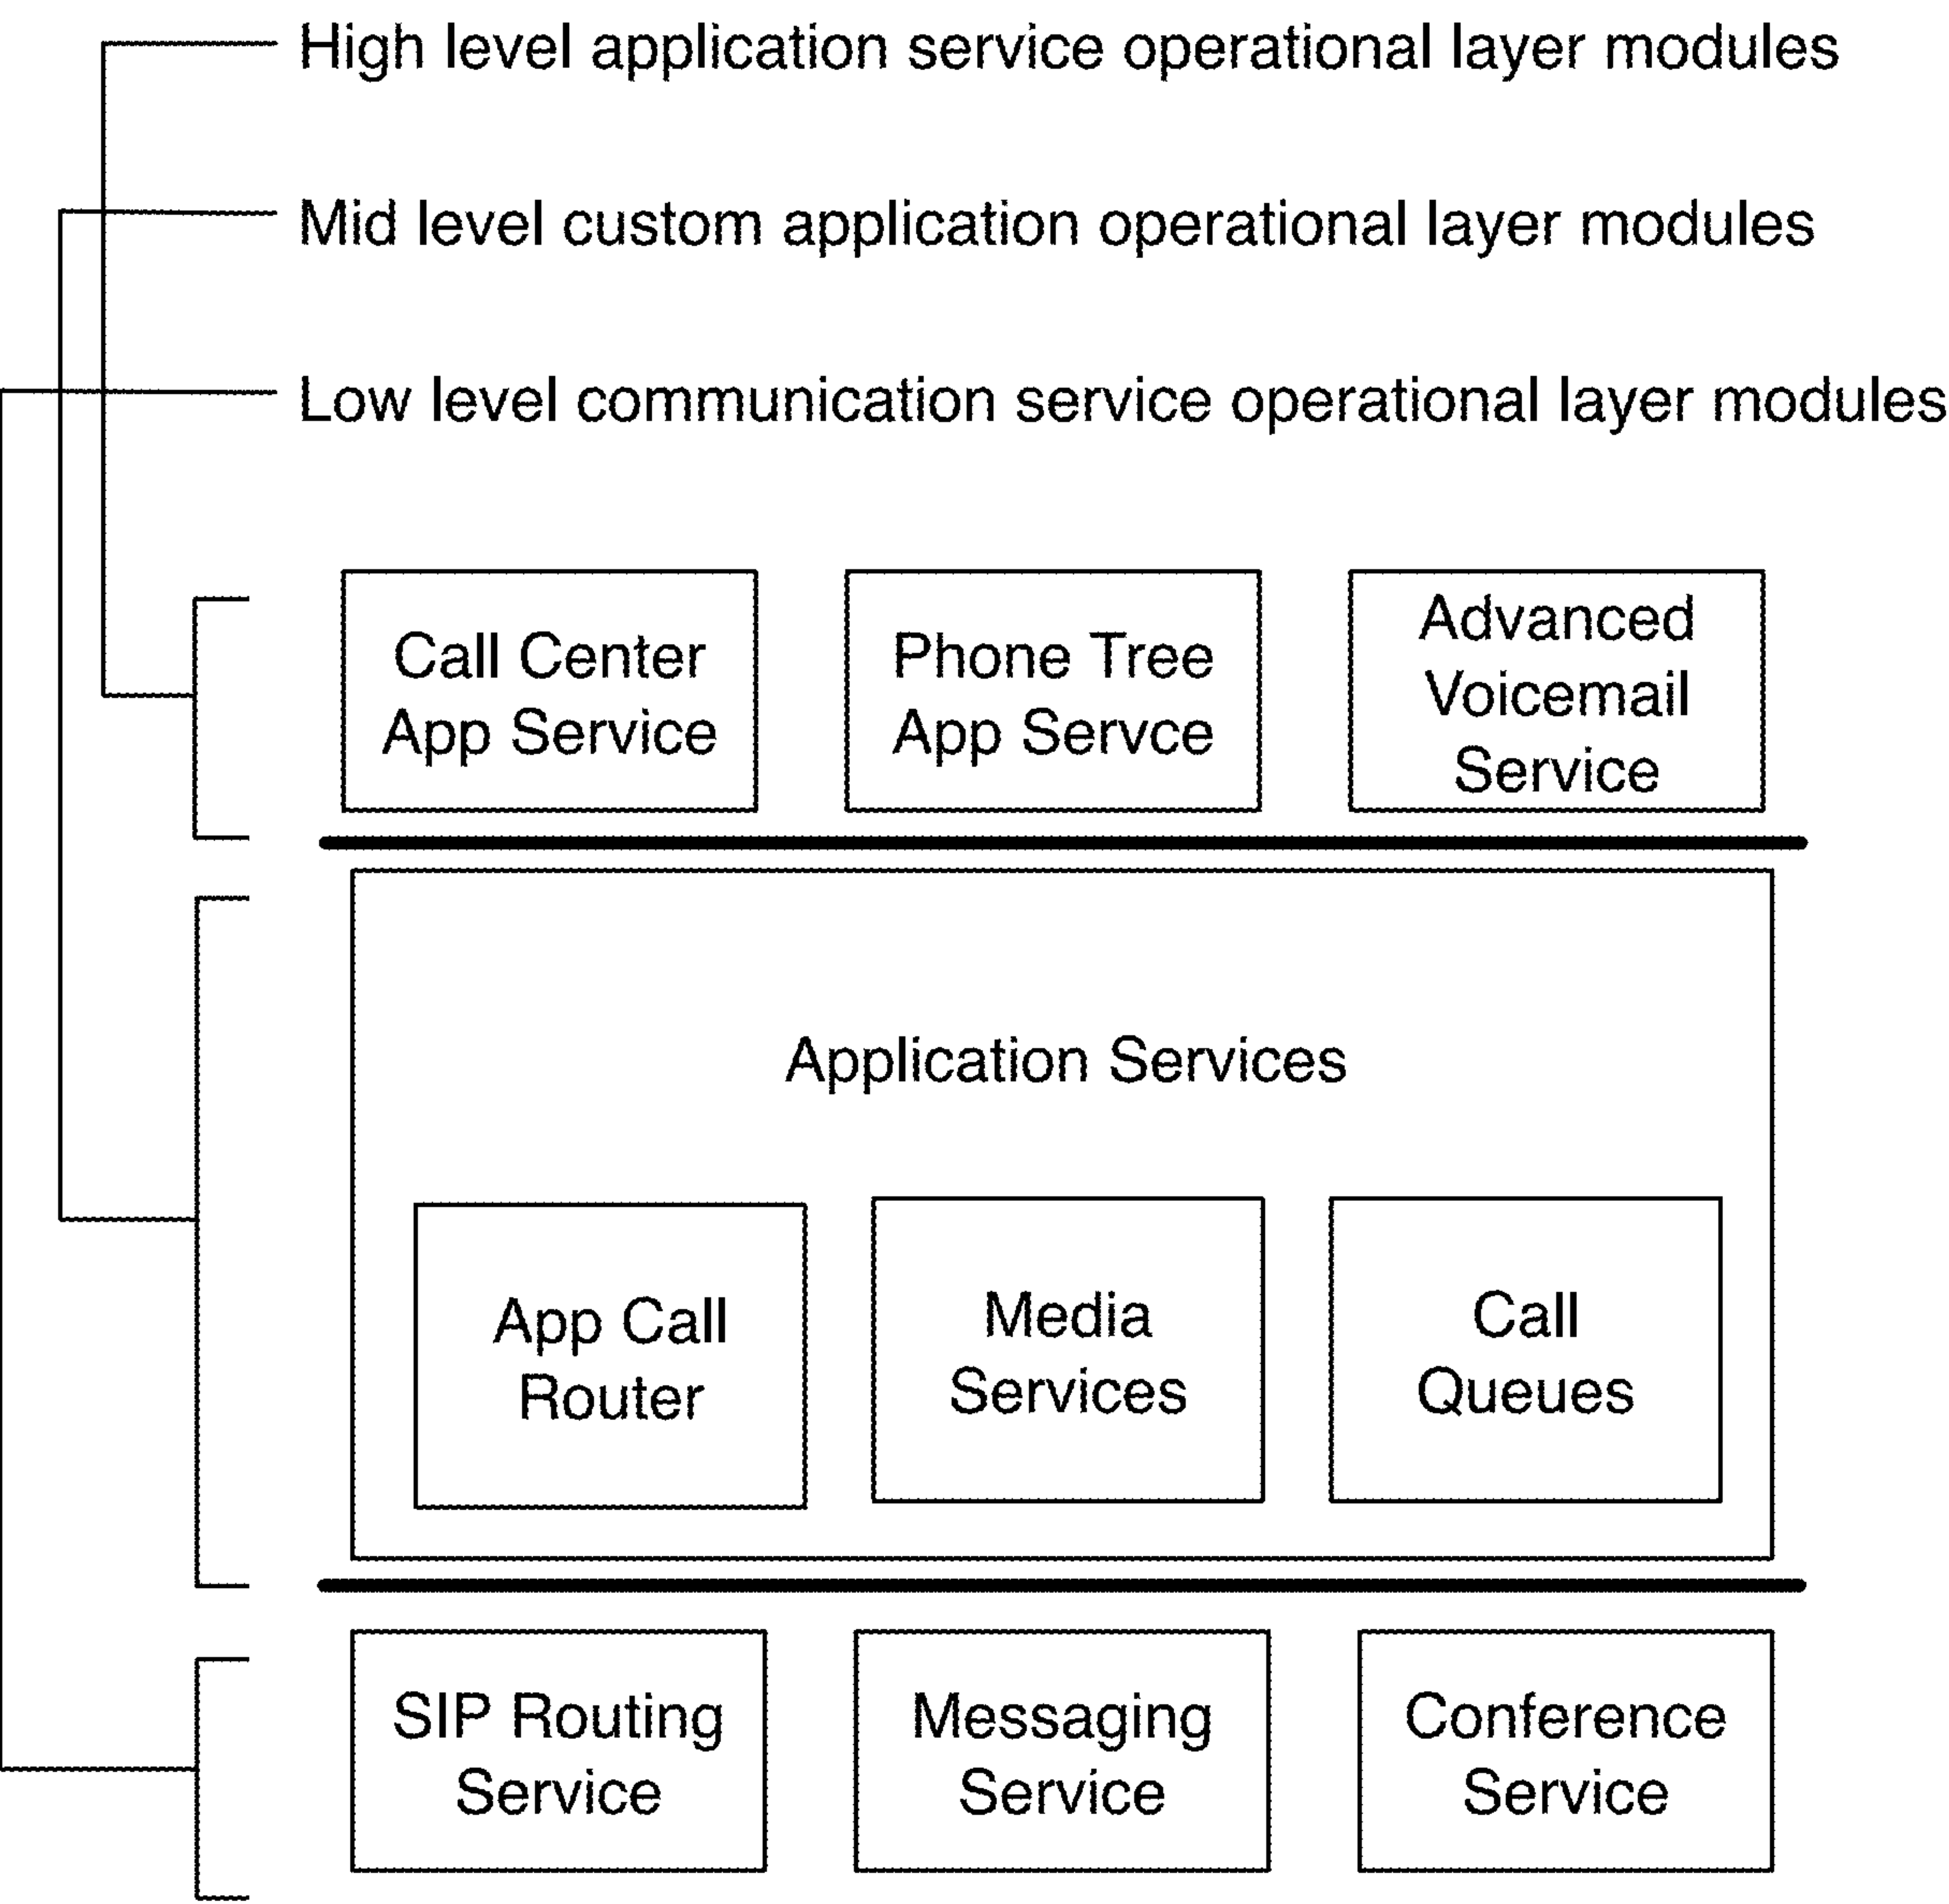 High level application service operational layer modules
Mid level custom application operational layer modules
Low level communication service operational layer modules
Call Center
App Service
Phone Tree
App Servce
Advanced
Voicemail
Service
Application Services
App Call
Router
Media
Services
Call
Queues
SIP Routing
Service
Messaging
Service
Conference
Service